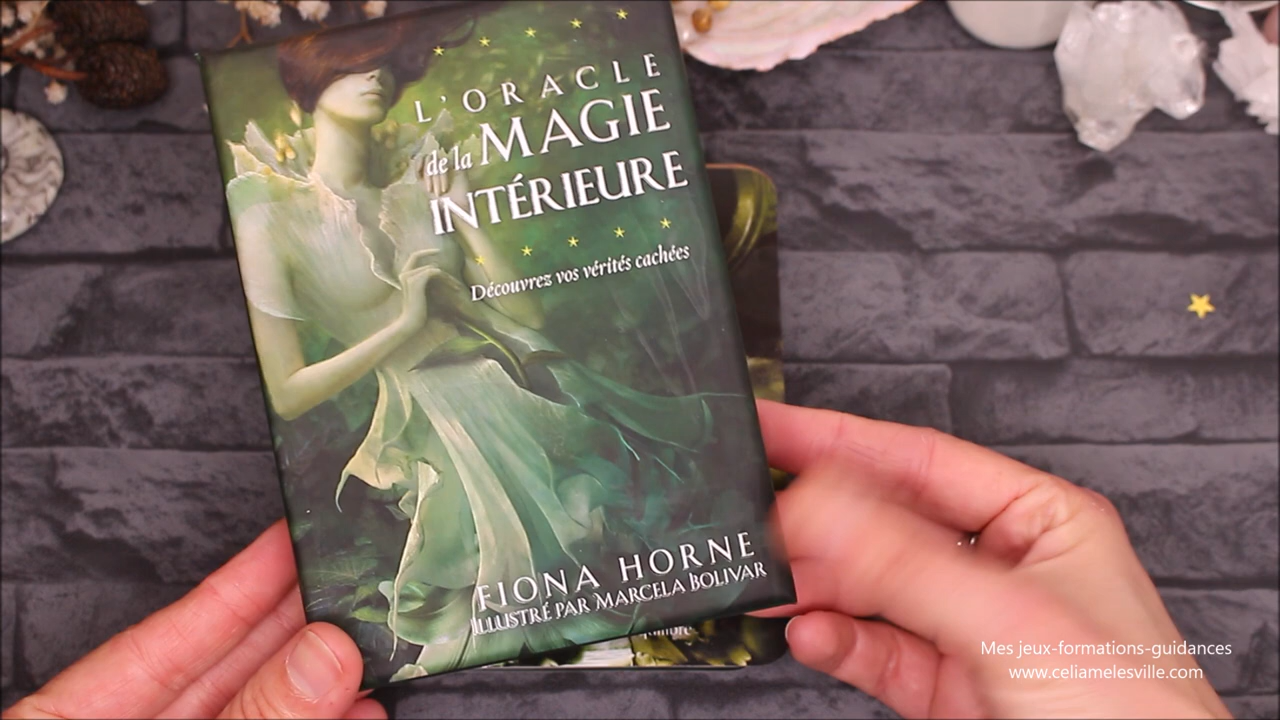 L'ORACLE
de la MAGIE
INTÉRIEURE
Découvrez vos vérités cachées
FIONA HORNE
ILLUSTRÉ PAR MARCELA BOLIVAR
Mes jeux-formations-guidances
www.celiamelesville.com